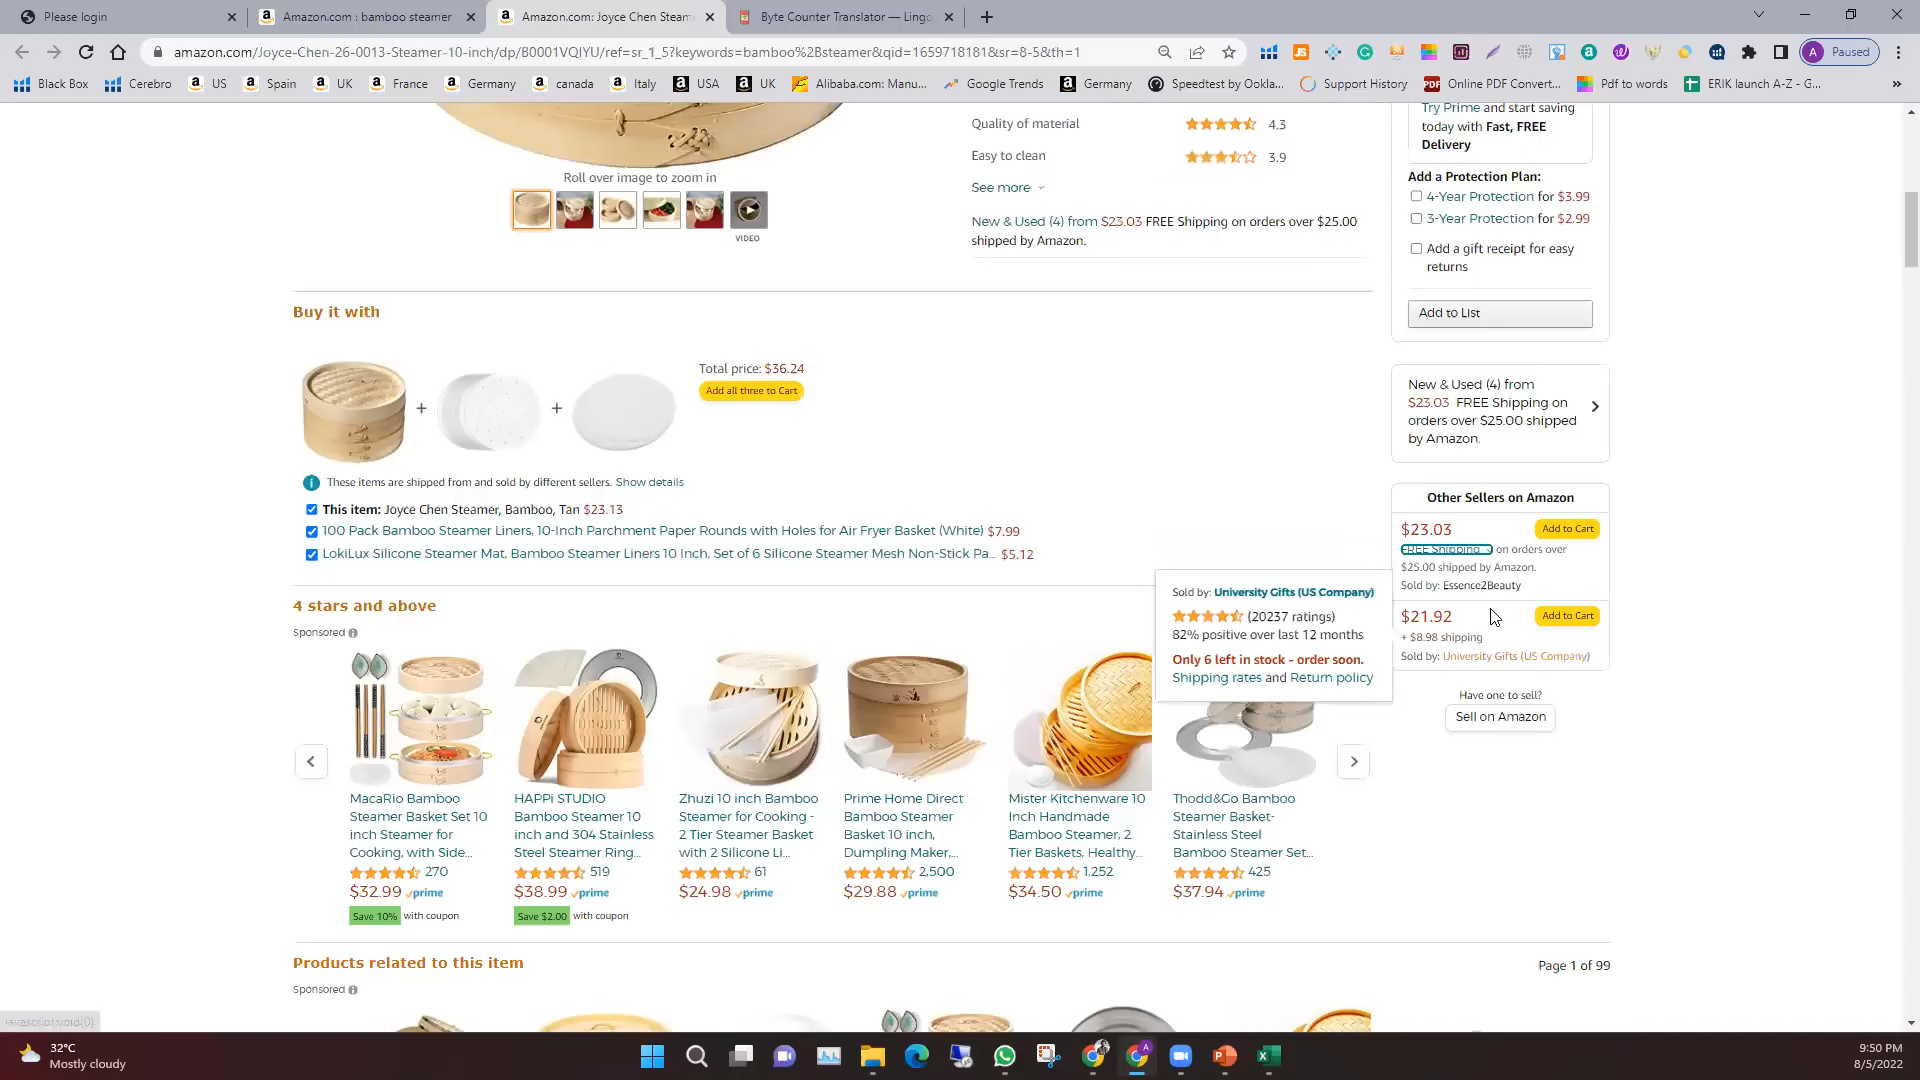 Please login
Amazon.com : bamboo steamer
Amazon.com: Joyce Chen Steam
Byte Counter Translator — Ling
amazon.com/Joyce-Chen-26-0013-Steamer-10-inch/dp/B0001VQIYU/ref=sr_1_5?keywords=bamboo%2Bsteamer&qid=1659718181&sr=8-5&th=1
A Paused
Black Box
Cerebro
US
Spain
UK
France
Germany
canada
Italy
USA
UK
Alibaba.com: Manu...
Google Trends
Germany
Speedtest by Ookla...
Support History
PDF Online PDF Convert...
Pdf to words
ERIK launch A-Z - G...
»
Roll over image to zoom in
VIDEO
Quality of material 4.3
Easy to clean 3.9
See more
New & Used (4) from $23.03 FREE Shipping on orders over $25.00
shipped by Amazon.
Try Prime and start saving
today with Fast, FREE
Delivery
Add a Protection Plan:
4-Year Protection for $3.99
3-Year Protection for $2.99
Add a gift receipt for easy
returns
Add to List
New & Used (4) from
$23.03 FREE Shipping on
orders over $25.00 shipped
by Amazon.
Buy it with
+
+
Total price: $36.24
Add all three to Cart
These items are shipped from and sold by different sellers. Show details
This item: Joyce Chen Steamer, Bamboo, Tan $23.13
100 Pack Bamboo Steamer Liners, 10-Inch Parchment Paper Rounds with Holes for Air Fryer Basket (White) $7.99
LokiLux Silicone Steamer Mat, Bamboo Steamer Liners 10 Inch, Set of 6 Silicone Steamer Mesh Non-Stick Pa... $5.12
Other Sellers on Amazon
$23.03 Add to Cart
FREE Shipping on orders over
$25.00 shipped by Amazon.
Sold by: Essence2Beauty
$21.92 Add to Cart
+ $8.98 shipping
Sold by: University Gifts (US Company)
Have one to sell?
Sell on Amazon
Sold by: University Gifts (US Company)
(20237 ratings)
82% positive over last 12 months
Only 6 left in stock - order soon.
Shipping rates and Return policy
4 stars and above
Sponsored
MacaRio Bamboo
Steamer Basket Set 10
inch Steamer for
Cooking, with Side...
270
$32.99 prime
Save 10% with coupon
HAPPi STUDIO
Bamboo Steamer 10
inch and 304 Stainless
Steel Steamer Ring...
519
$38.99 prime
Save $2.00 with coupon
Zhuzi 10 inch Bamboo
Steamer for Cooking -
2 Tier Steamer Basket
with 2 Silicone Li...
61
$24.98 prime
Prime Home Direct
Bamboo Steamer
Basket 10 inch,
Dumpling Maker,...
2,500
$29.88 prime
Mister Kitchenware 10
Inch Handmade
Bamboo Steamer, 2
Tier Baskets, Healthy...
1,252
$34.50 prime
Thodd&Go Bamboo
Steamer Basket-
Stainless Steel
Bamboo Steamer Set...
425
$37.94 prime
Products related to this item
Page 1 of 99
Sponsored
javascript:void(0)
32°C
Mostly cloudy
9:50 PM
8/5/2022